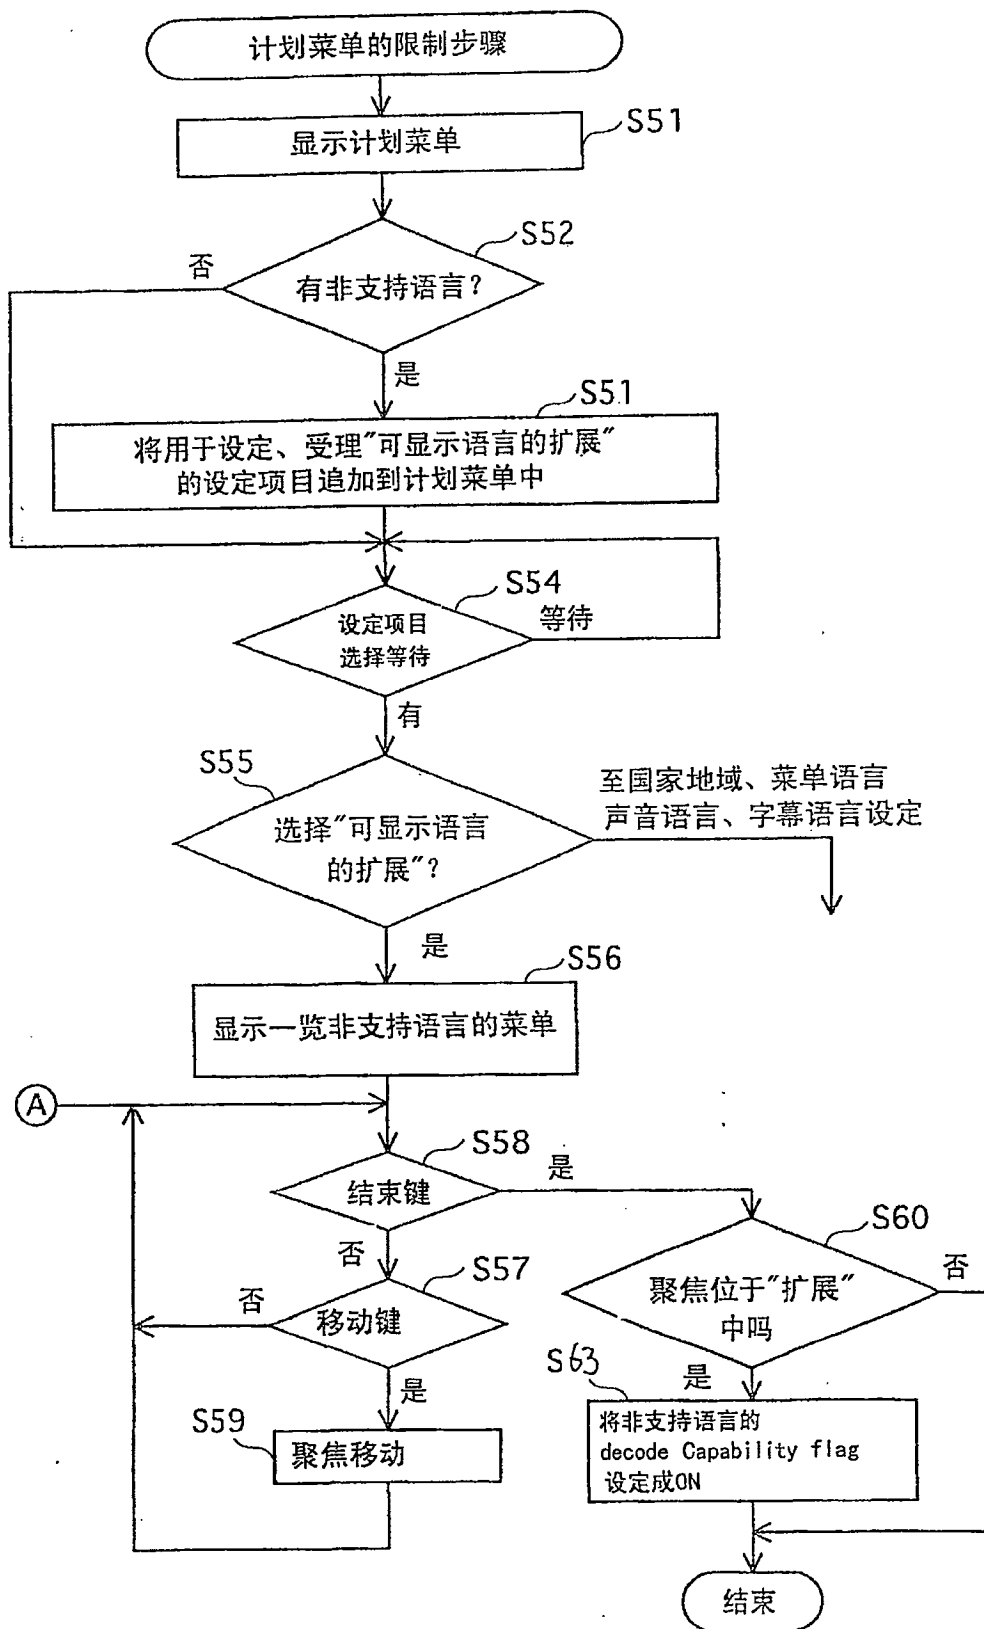 计划菜单的限制步骤
S51
显示计划菜单
S52
否
有非支持语言？
是
S51
将用于设定、受理"可显示语言的扩展"
的设定项目追加到计划菜单中
S54
等待
设定项目
选择等待
有
S55
至国家地域、菜单语言
声音语言、字幕语言设定
选择"可显示语言
的扩展"？
是
S56
显示一览非支持语言的菜单
A
S58
是
结束键
S60
否
否
S57
聚焦位于"扩展"
中吗
否
移动键
S63
是
是
S59
聚焦移动
将非支持语言的
decode Capability flag
设定成ON
结束